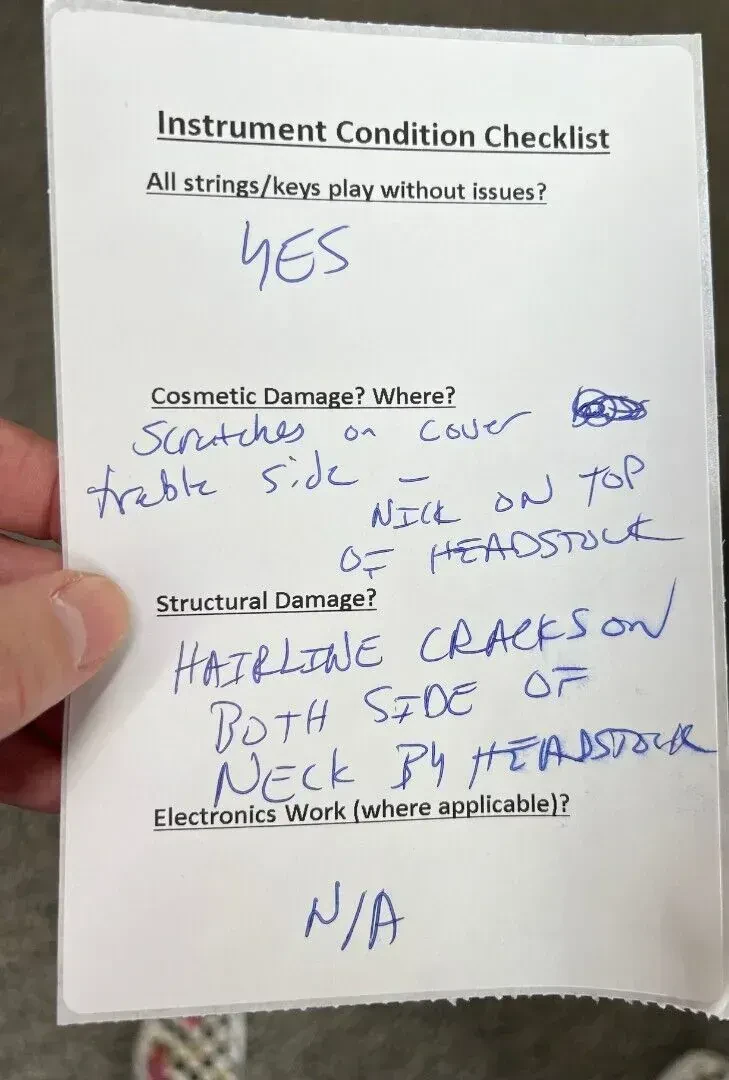 Instrument Condition Checklist
All strings/keys play without issues?
YES
Cosmetic Damage? Where?
Scratches on cover
treble side –
NICK ON TOP
OF HEADSTOCK
Structural Damage?
HAIRLINE CRACKS ON
BOTH SIDE OF
NECK BY HEADSTOCK
Electronics Work (where applicable)?
N/A